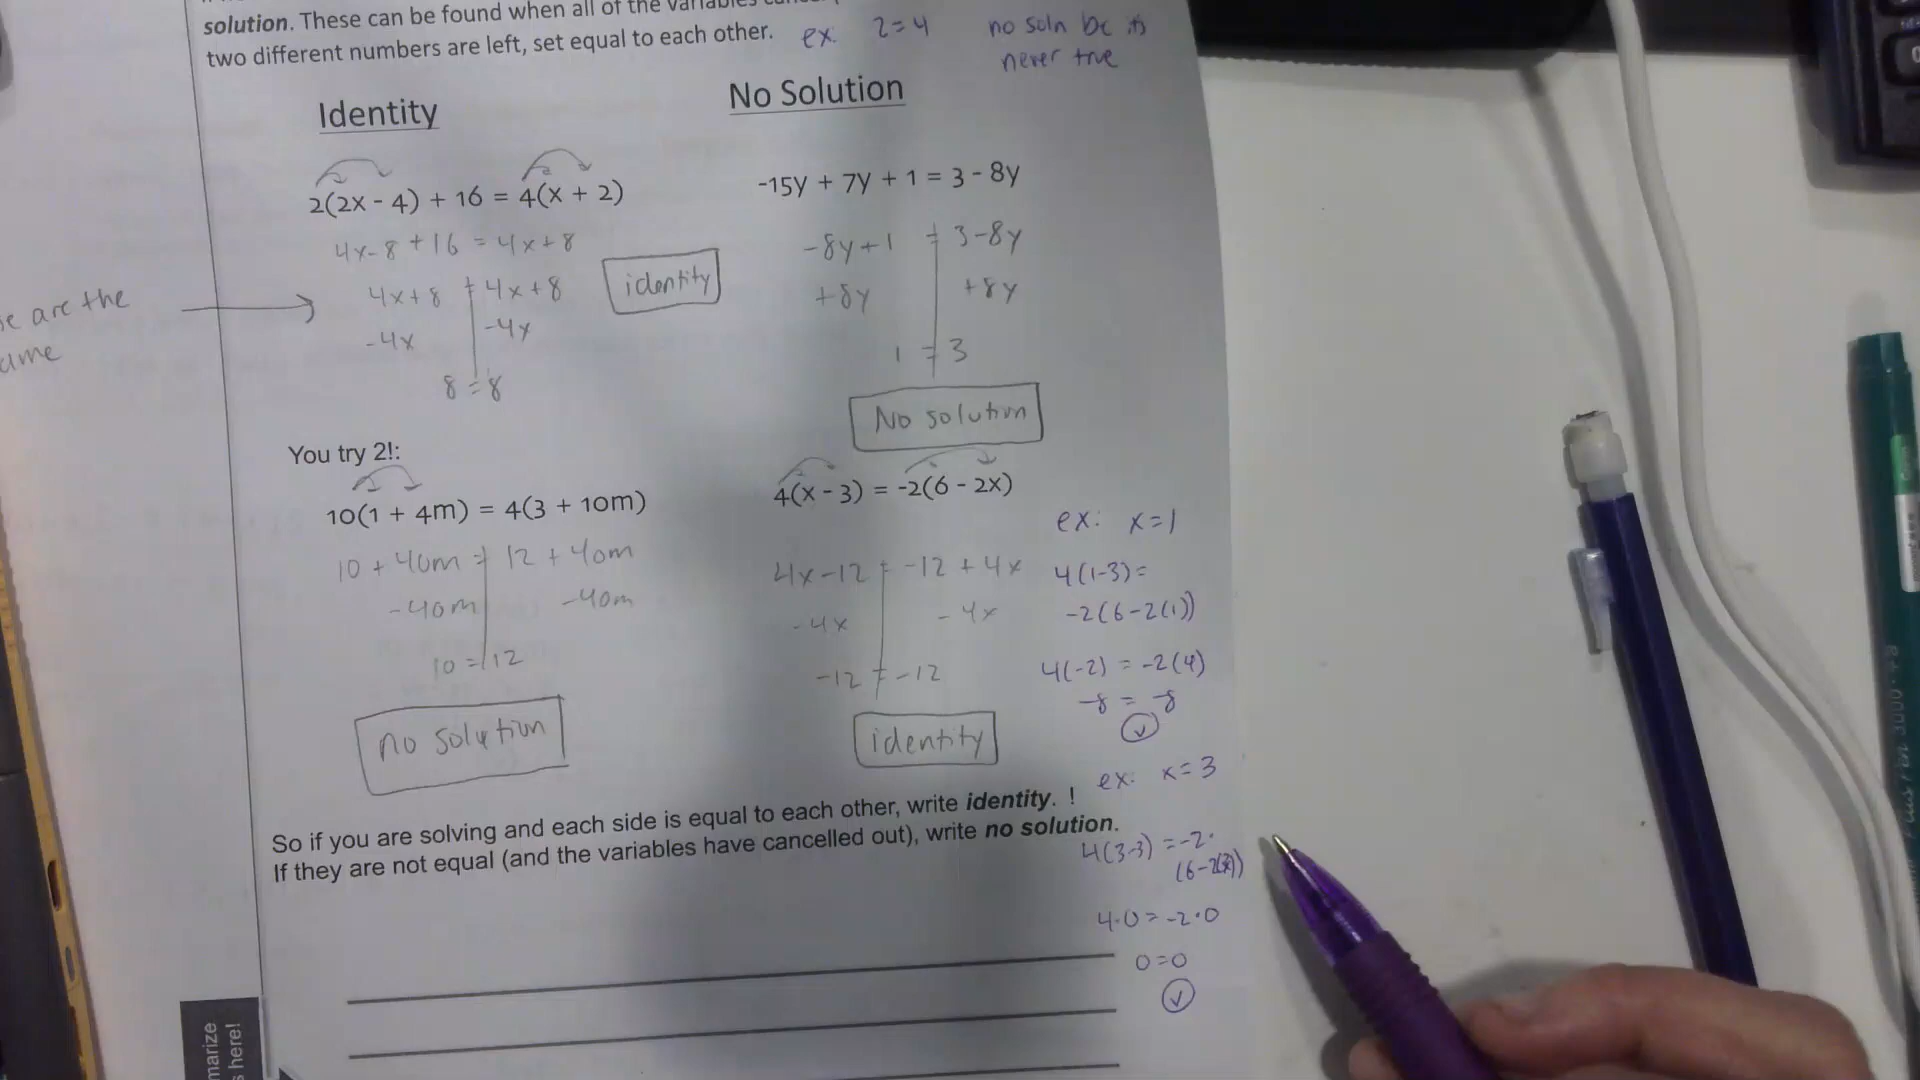 solution. These can be found when all of the variables
two different numbers are left, set equal to each other. ex. 2=4 no soln bc it's
never true
Identity
No Solution
2(2x - 4) + 16 = 4(x + 2)
4x-8+16 = 4x+8
4x+8 = 4x+8
-4x -4x
8 = 8
identity
are the
-15y + 7y + 1 = 3 - 8y
-8y+1 = 3-8y
+8y +8y
1 = 3
No solution
You try 2!:
10(1 + 4m) = 4(3 + 10m)
10 + 40m = 12 + 40m
-40m -40m
10 = 12
no solution
4(x - 3) = -2(6 - 2x)
4x-12 = -12 + 4x
-4x -4x
-12 = -12
identity
ex: x=1
4(1-3)=
-2(6-2(1))
4(-2) = -2(4)
-8 = -8
ex: x=3
4(3-3) = -2·
4·0 = -2·0
0=0
So if you are solving and each side is equal to each other, write identity. !
If they are not equal (and the variables have cancelled out), write no solution.
here!